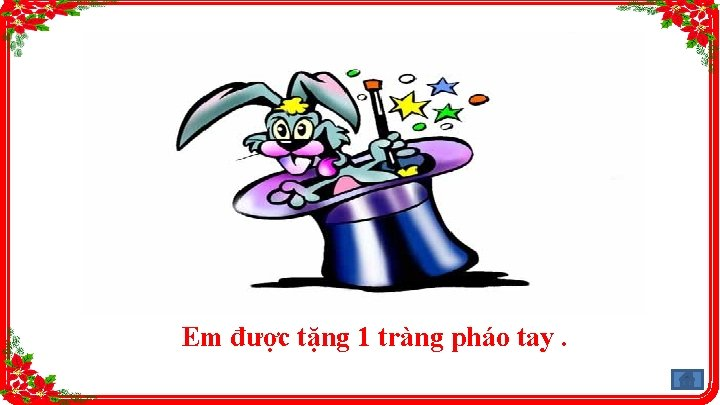 Em được tặng 1 tràng pháo tay .